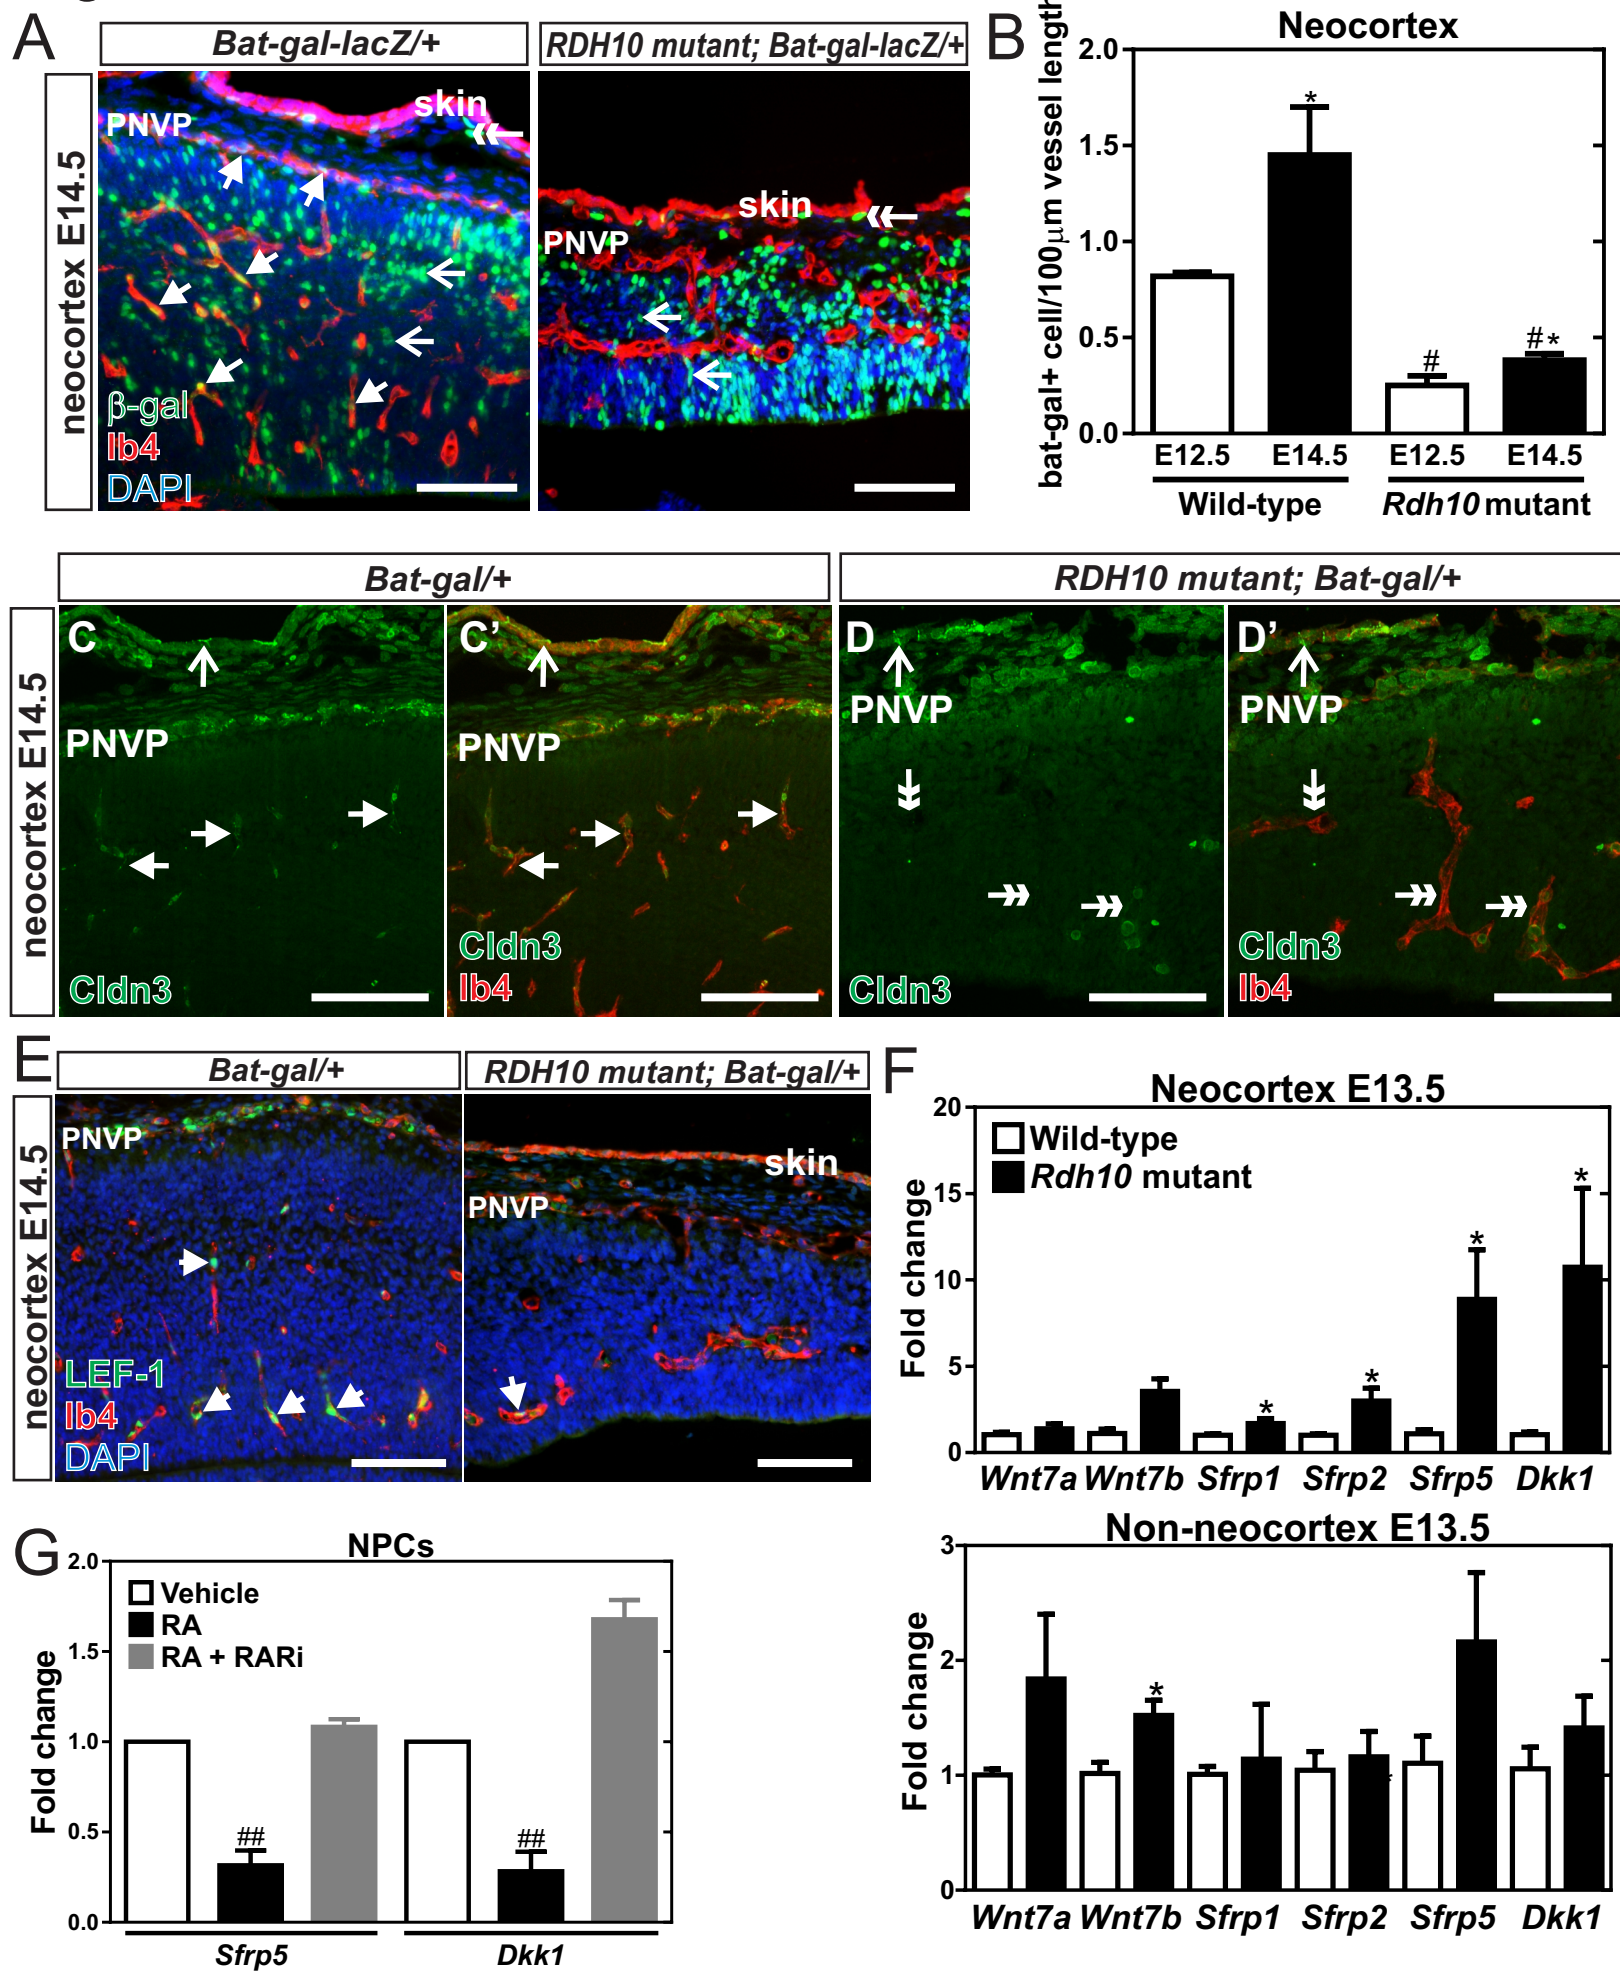 A
Bat-gal-lacZ/+
RDH10 mutant; Bat-gal-lacZ/+
neocortex E14.5
PNVP
skin
β-gal
Ib4
DAPI
skin
PNVP
B
Neocortex
bat-gal+ cell/100μm vessel length
2.0
1.5
1.0
0.5
0.0
*
#
#*
E12.5 E14.5 E12.5 E14.5
Wild-type Rdh10 mutant
Bat-gal/+
RDH10 mutant; Bat-gal/+
neocortex E14.5
C
PNVP
Cldn3
C’
PNVP
Cldn3
Ib4
D
PNVP
Cldn3
D’
PNVP
Cldn3
Ib4
E
Bat-gal/+
RDH10 mutant; Bat-gal/+
neocortex E14.5
PNVP
LEF-1
Ib4
DAPI
skin
PNVP
F
Neocortex E13.5
Fold change
20
15
10
5
0
Wild-type
Rdh10 mutant
*
*
*
*
Wnt7a Wnt7b Sfrp1 Sfrp2 Sfrp5 Dkk1
Non-neocortex E13.5
Fold change
3
2
1
0
*
*
Wnt7a Wnt7b Sfrp1 Sfrp2 Sfrp5 Dkk1
G
NPCs
Fold change
2.0
1.5
1.0
0.5
0.0
Vehicle
RA
RA + RARi
##
##
Sfrp5 Dkk1